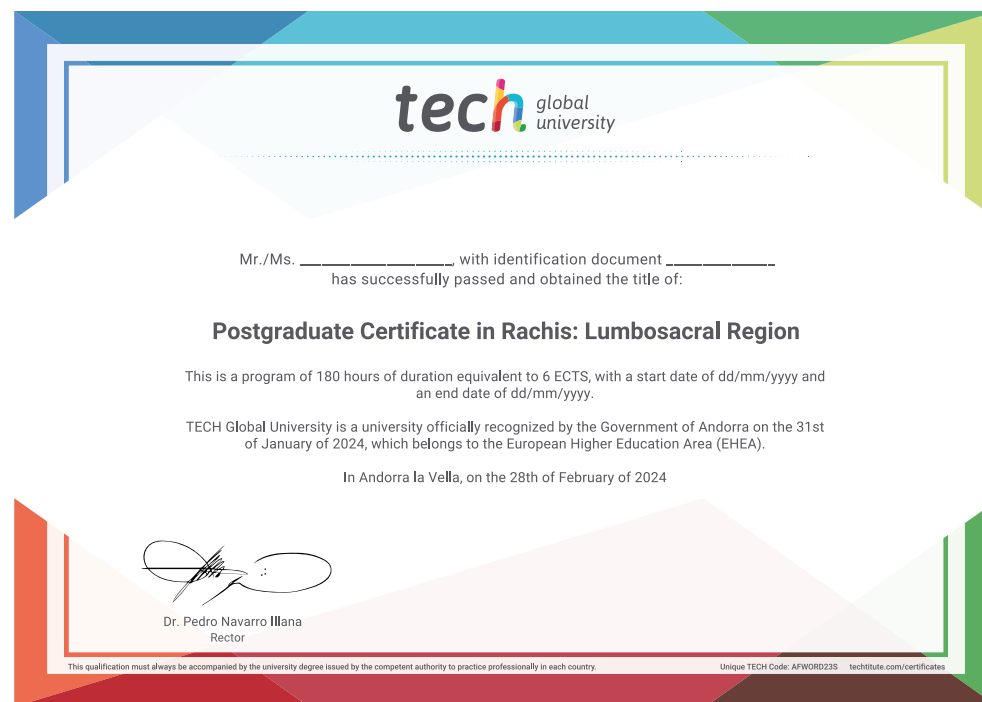 tech global university
Mr./Ms. ____________________, with identification document ______________
has successfully passed and obtained the title of:
Postgraduate Certificate in Rachis: Lumbosacral Region
This is a program of 180 hours of duration equivalent to 6 ECTS, with a start date of dd/mm/yyyy and
an end date of dd/mm/yyyy.
TECH Global University is a university officially recognized by the Government of Andorra on the 31st
of January of 2024, which belongs to the European Higher Education Area (EHEA).
In Andorra la Vella, on the 28th of February of 2024
Dr. Pedro Navarro Illana
Rector
This qualification must always be accompanied by the university degree issued by the competent authority to practice professionally in each country.
Unique TECH Code: AFWORD23S techtitute.com/certificates